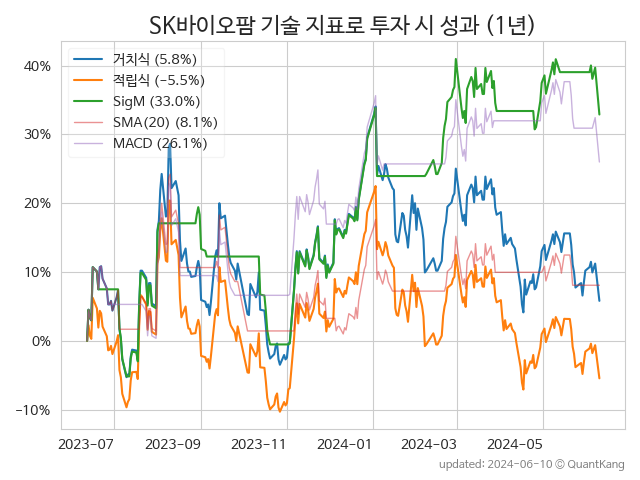 SK바이오팜 기술 지표로 투자 시 성과 (1년)
거치식 (5.8%)
적립식 (−5.5%)
SigM (33.0%)
SMA(20) (8.1%)
MACD (26.1%)
40%
30%
20%
10%
0%
−10%
2023-07 2023-09 2023-11 2024-01 2024-03 2024-05
updated: 2024-06-10 © QuantKang